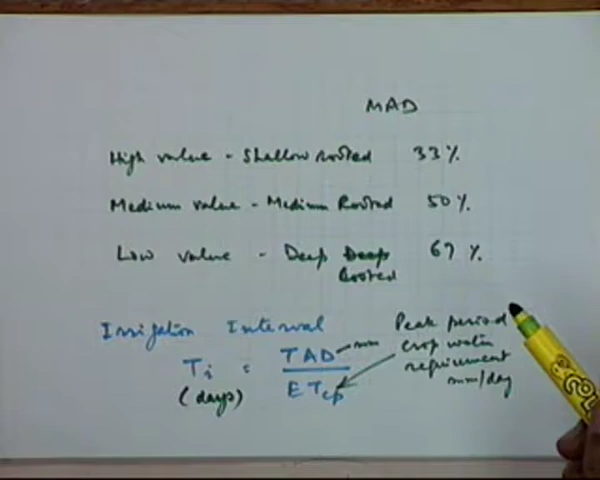 MAD
High value - Shallow rooted 33%
Medium value - Medium Rooted 50%
Low value - Deep Deep Rooted 67%
Irrigation Interval
Ti = TAD / ETcp
mm
(days)
Peak period
crop water
requirement
mm/day
COL